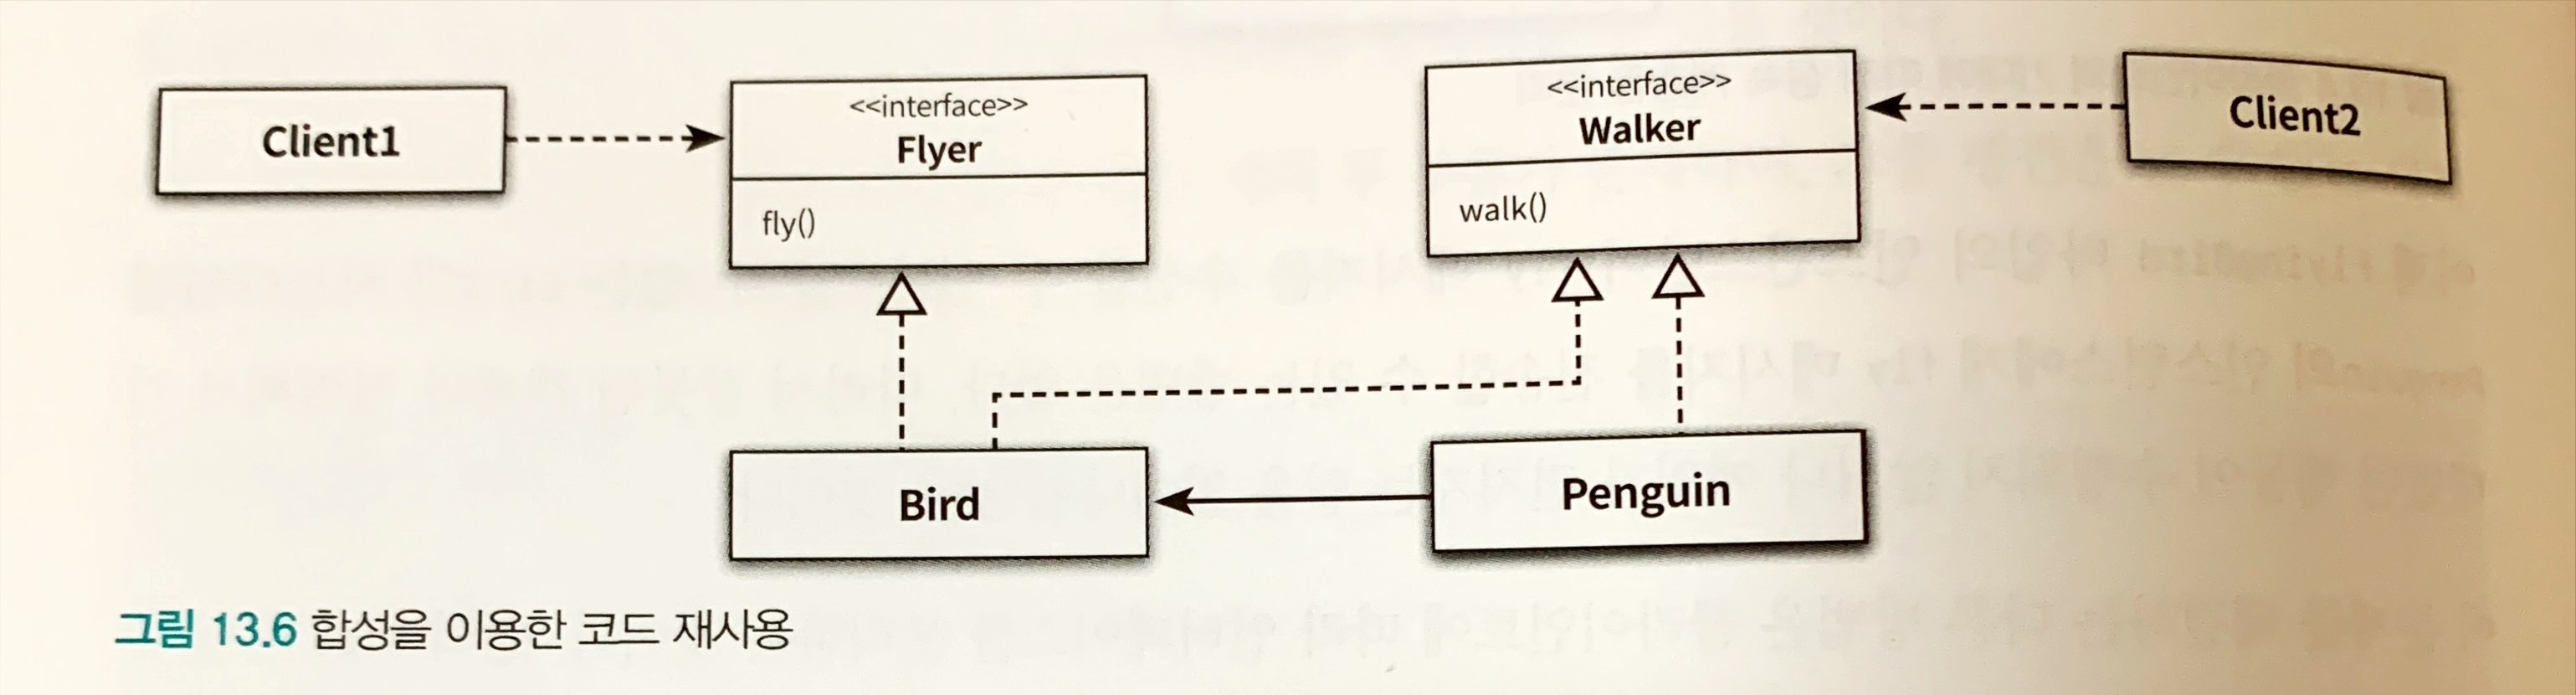 Client1
<<interface>>
Flyer
fly()
<<interface>>
Walker
walk()
Client2
Bird
Penguin
그림 13.6 합성을 이용한 코드 재사용